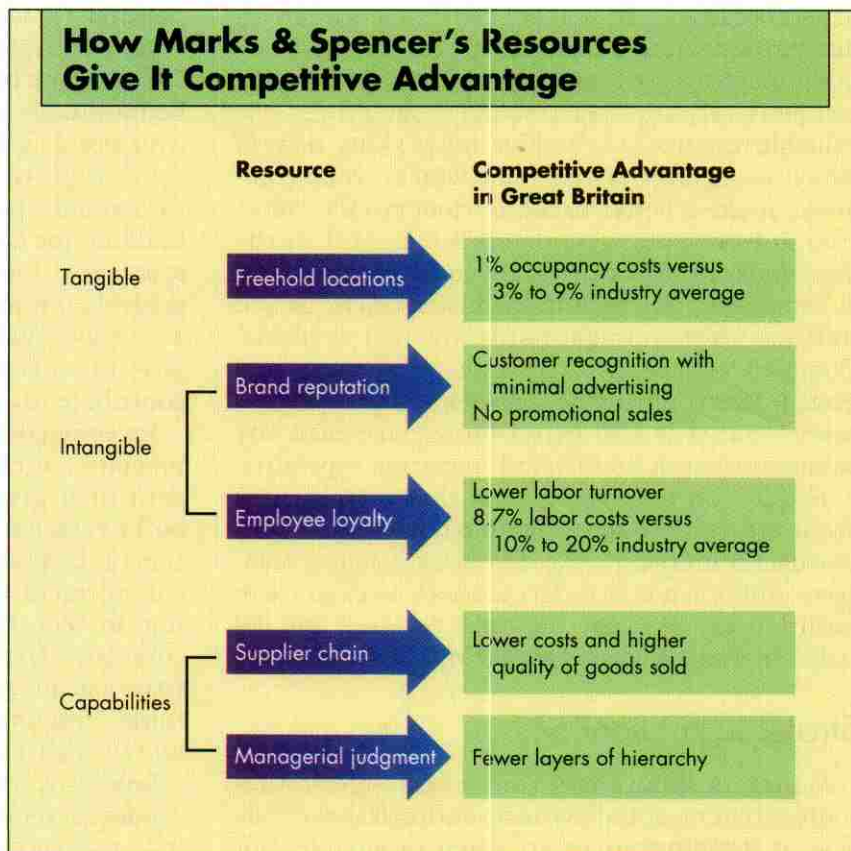 How Marks & Spencer's Resources
Give It Competitive Advantage
Resource
Competitive Advantage
in Great Britain
Tangible
Freehold locations
1% occupancy costs versus
3% to 9% industry average
Brand reputation
Customer recognition with
minimal advertising
No promotional sales
Intangible
Employee loyalty
Lower labor turnover
8.7% labor costs versus
10% to 20% industry average
Supplier chain
Lower costs and higher
quality of goods sold
Capabilities
Managerial judgment
Fewer layers of hierarchy